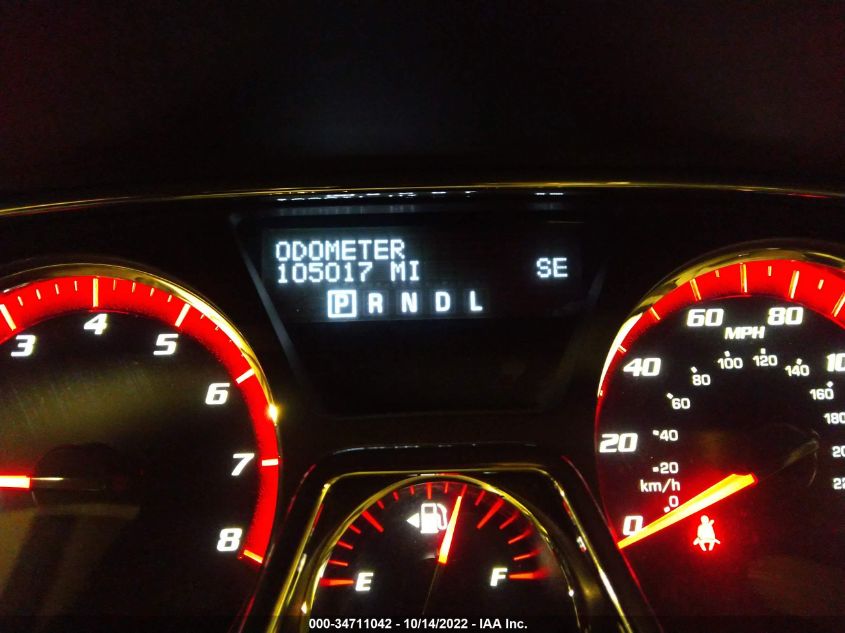 ODOMETER
105017 MI SE
P R N D L
3 4 5 6 7 8
0 20 40 60 80
MPH
0 20 40 60 80 100 120 140 160 180
km/h
E F
000-34711042 - 10/14/2022 - IAA Inc.